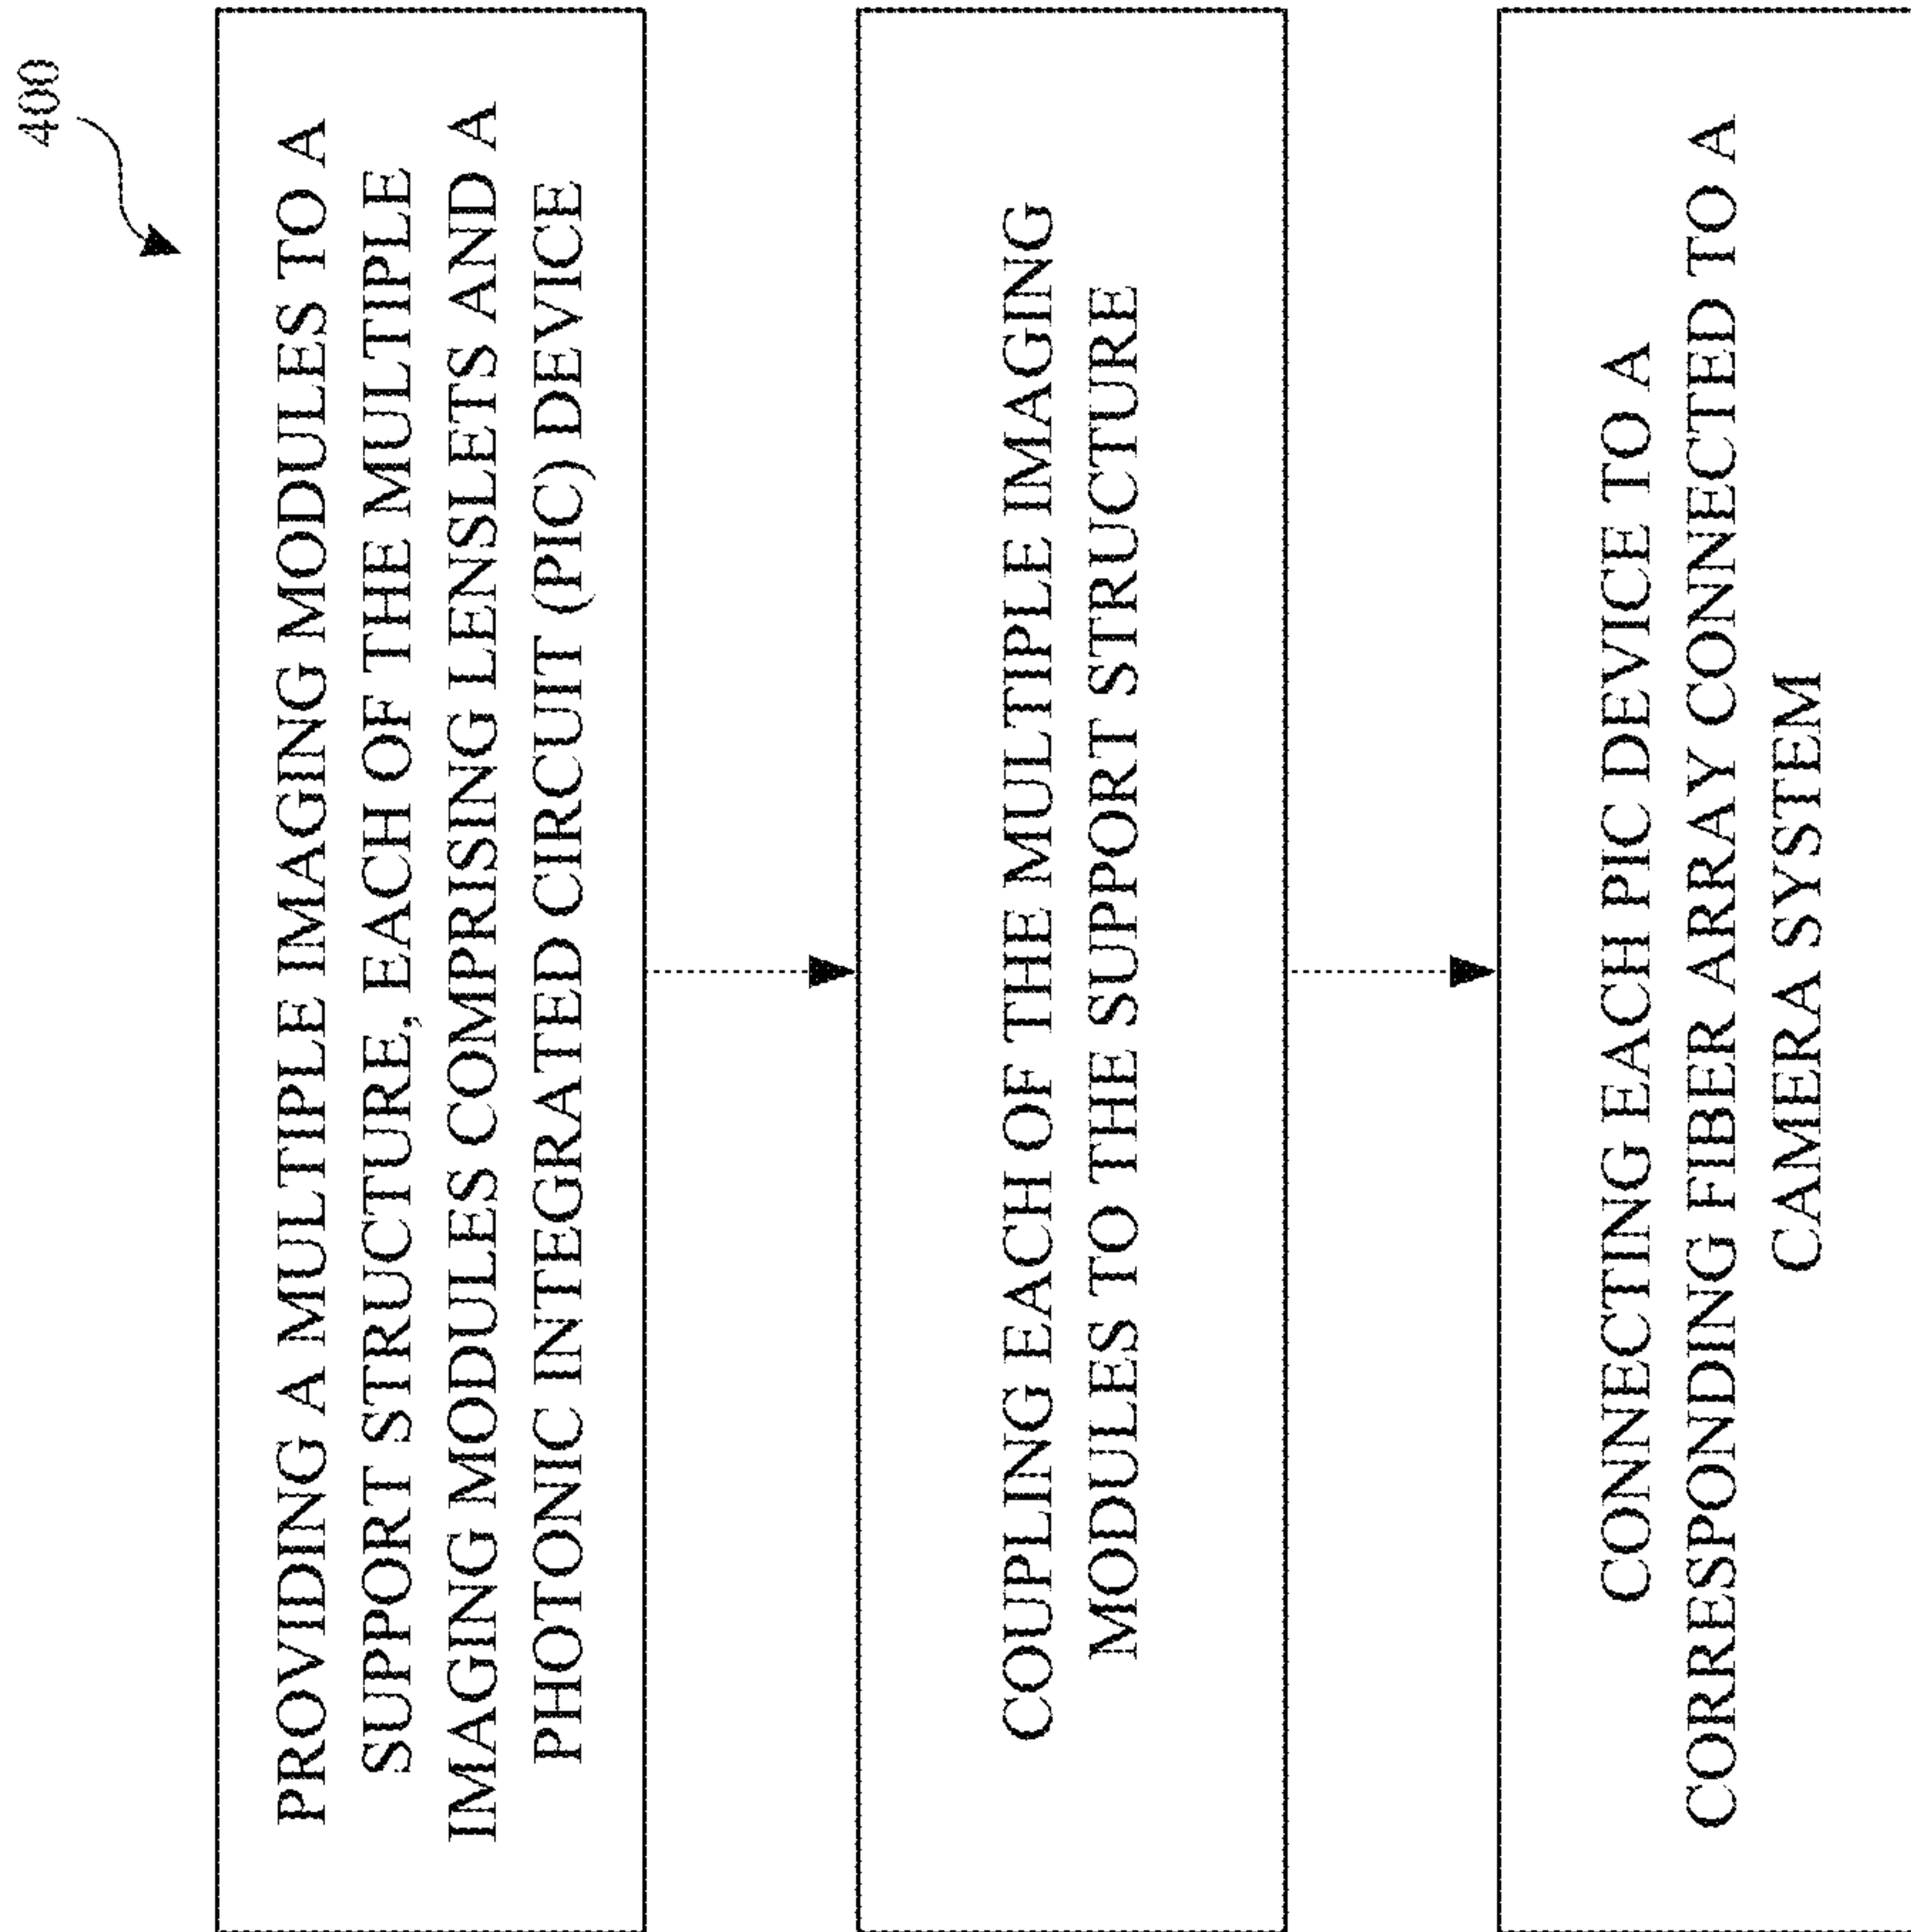 400
PROVIDING A MULTIPLE IMAGING MODULES TO A
SUPPORT STRUCTURE, EACH OF THE MULTIPLE
IMAGING MODULES COMPRISING LENSLETS AND A
PHOTONIC INTEGRATED CIRCUIT (PIC) DEVICE
COUPLING EACH OF THE MULTIPLE IMAGING
MODULES TO THE SUPPORT STRUCTURE
CONNECTING EACH PIC DEVICE TO A
CORRESPONDING FIBER ARRAY CONNECTED TO A
CAMERA SYSTEM